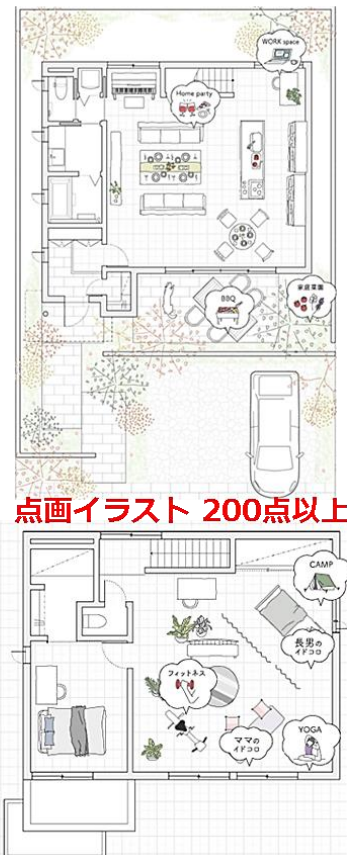 WORK space
Home party
BBQ
家庭菜園
点画イラスト 200点以上
CAMP
長男の
イドコロ
フィットネス
ママの
イドコロ
YOGA